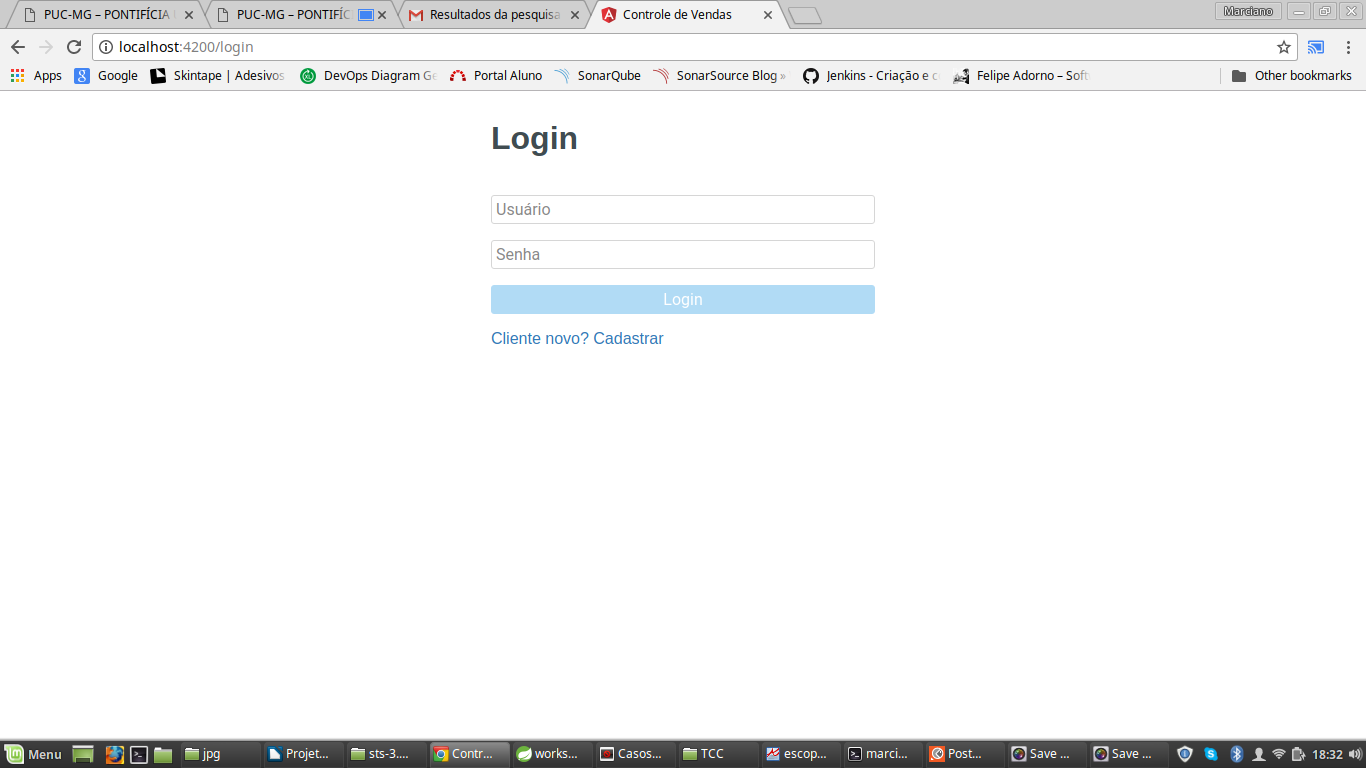 PUC-MG – PONTIFÍCIA
PUC-MG – PONTIFÍC
Resultados da pesquisa
Controle de Vendas
Marciano
localhost:4200/login
Apps
Google
Skintape | Adesivos
DevOps Diagram Ge
Portal Aluno
SonarQube
SonarSource Blog »
Jenkins - Criação e c
Felipe Adorno – Soft
Other bookmarks
Login
Usuário
Senha
Login
Cliente novo? Cadastrar
Menu
jpg
Projet...
sts-3....
Contr...
works...
Casos...
TCC
escop...
marci...
Post...
Save ...
Save ...
18:32